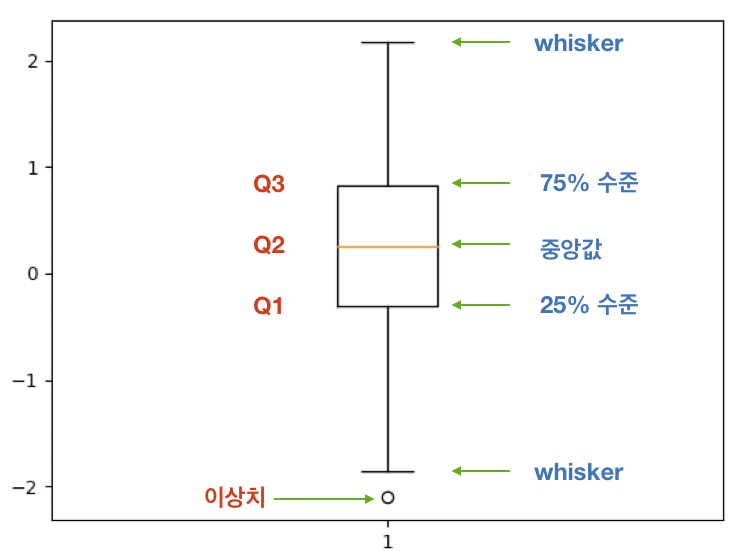 2
whisker
1
Q3
75% 수준
Q2
중앙값
0
Q1
25% 수준
−1
whisker
−2
이상치
1